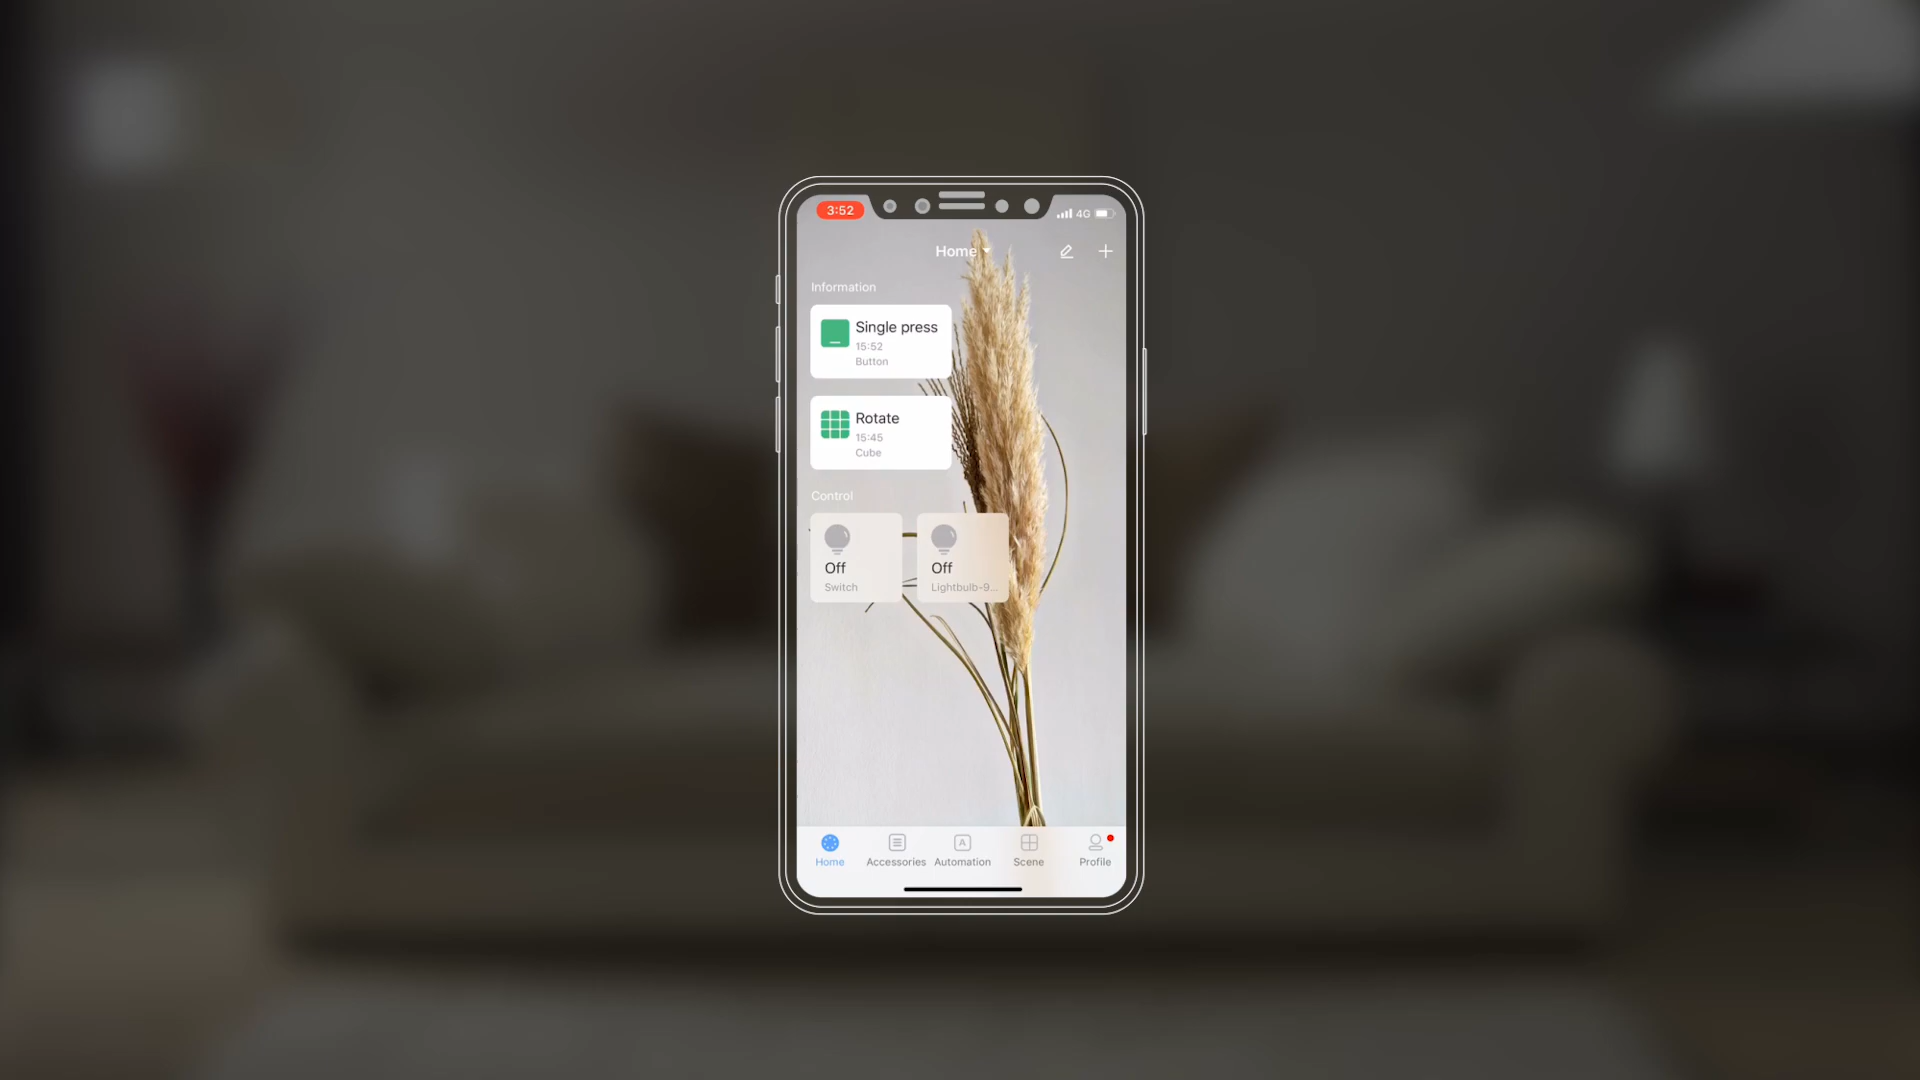 3:52
4G
Home
Information
Single press
15:52
Button
Rotate
15:45
Cube
Control
Off
Switch
Off
Lightbulb-9...
Home
Accessories
A
Automation
Scene
Profile